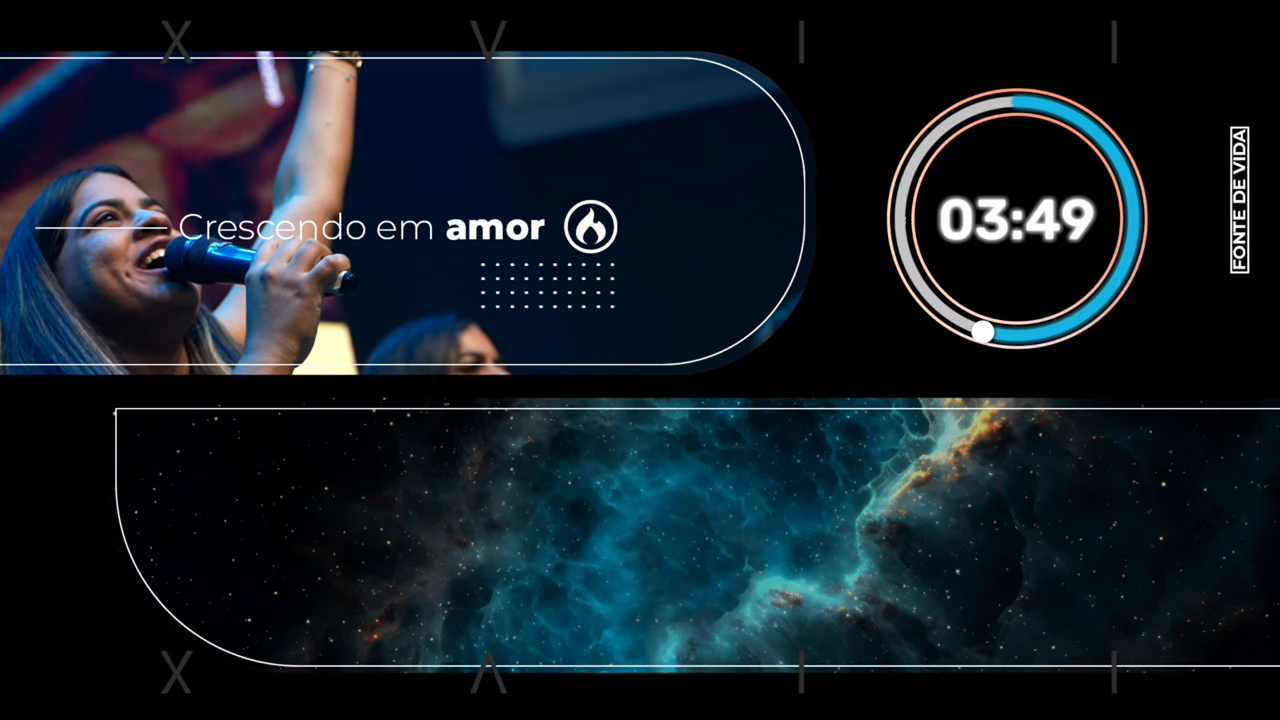 X V I I
Crescendo em amor
03:49
FONTE DE VIDA
X V I I